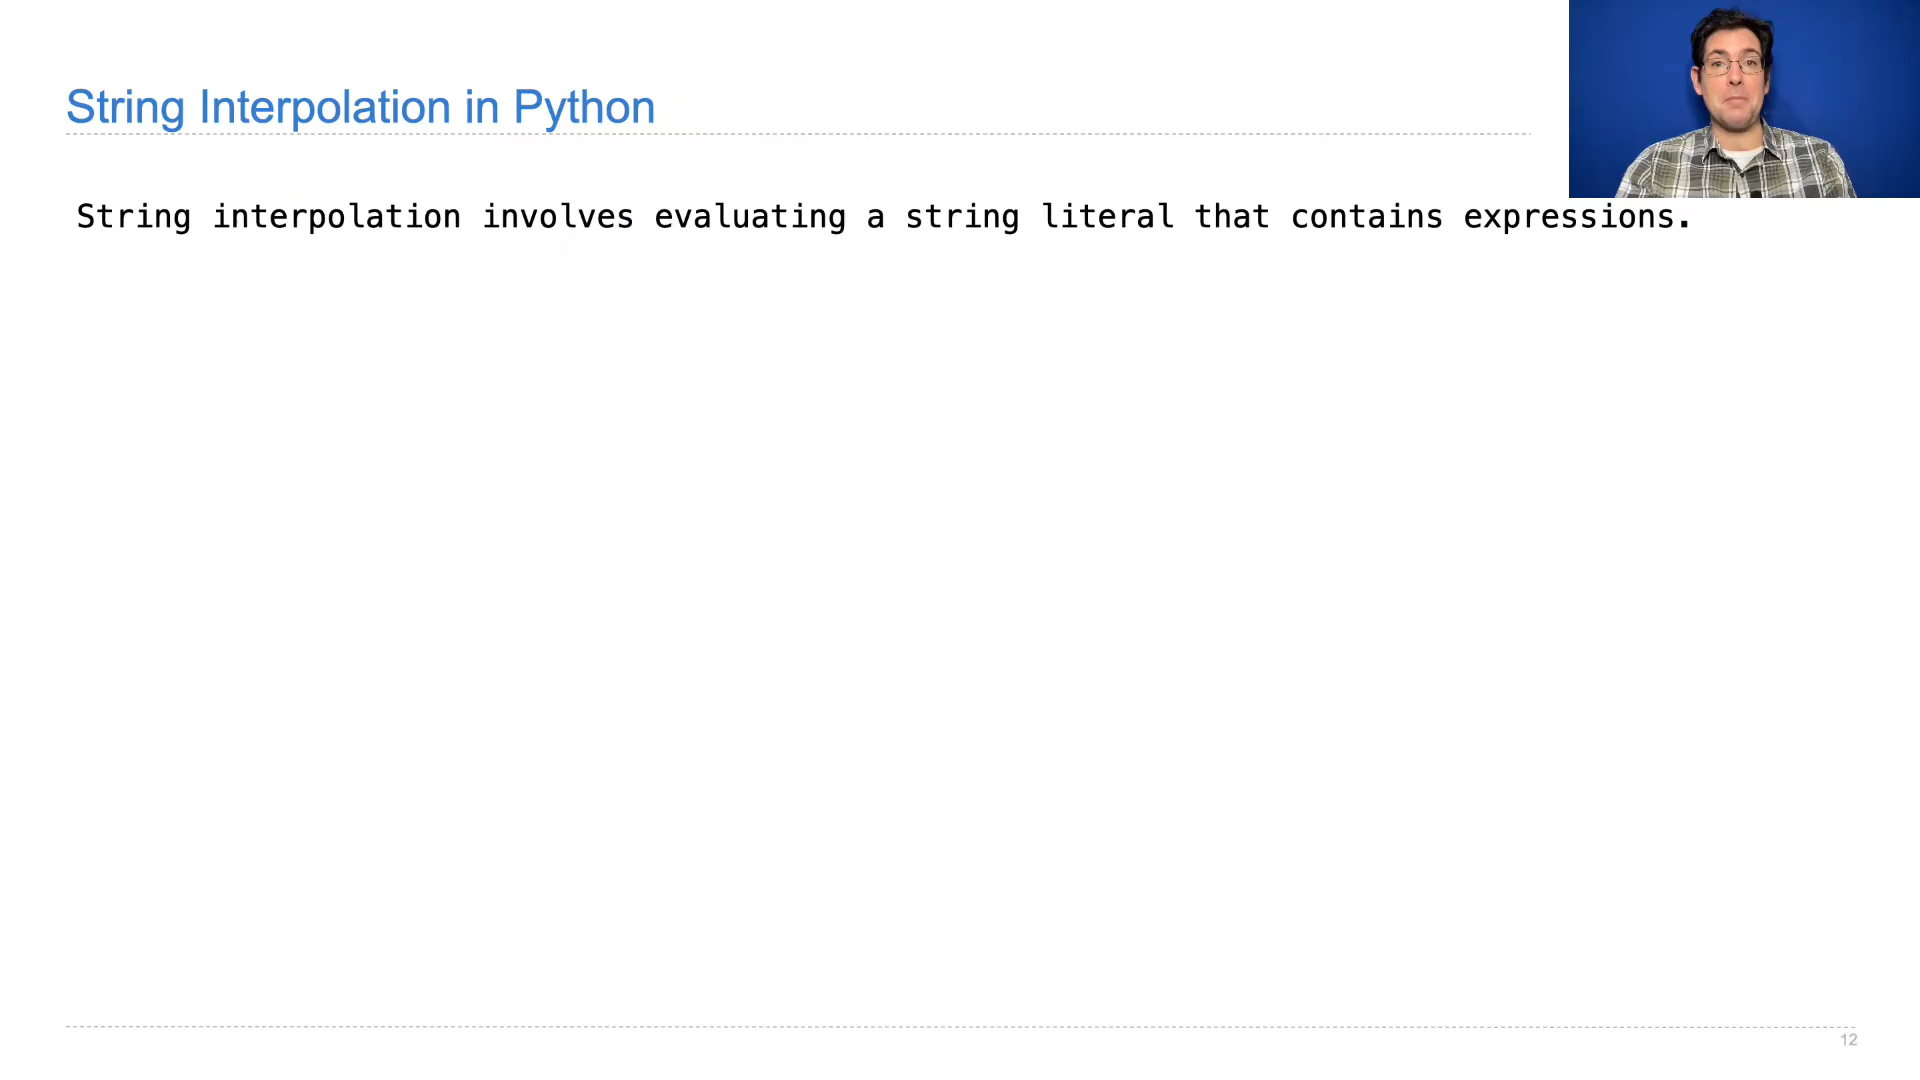 String Interpolation in Python
String interpolation involves evaluating a string literal that contains expressions.
12